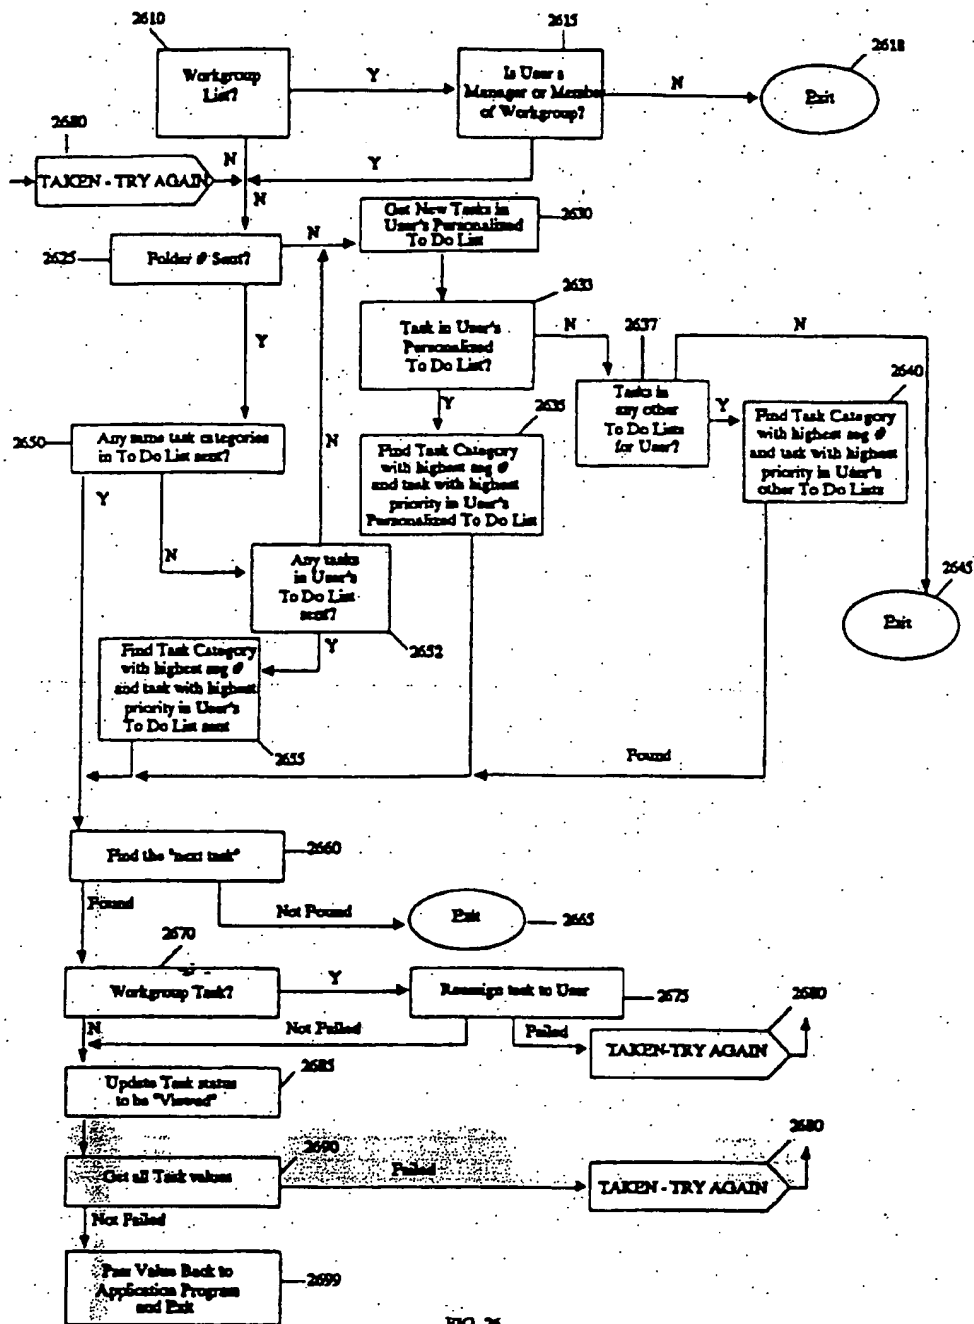 2610
2615
Workgroup
List?
Y
Is User a
Manager or Member
of Workgroup?
N
2618
Exit
2680
TAKEN - TRY AGAIN
N
Y
N
Get New Tasks in
User's Personalized
To Do List
2630
2625
Folder # Sent?
N
2633
Task in User's
Personalized
To Do List?
N
2637
N
Y
Tasks in
any other
To Do Lists
for User?
Y
2640
Find Task Category
with highest seq #
and task with highest
priority in User's
other To Do Lists
Y
2635
Find Task Category
with highest seq #
and task with highest
priority in User's
Personalized To Do List
2650
Any same task categories
in To Do List sent?
N
Y
N
Any tasks
in User's
To Do List
sent?
2652
Y
2645
Exit
Find Task Category
with highest seq #
and task with highest
priority in User's
To Do List sent
2655
Found
Find the "next task"
2660
Found
Not Found
Exit
2665
2670
Workgroup Task?
Y
Reassign task to User
2675
N
Not Failed
Failed
2680
TAKEN-TRY AGAIN
Update Task status
to be "Viewed"
2685
Get all Task values
2690
Failed
2680
TAKEN - TRY AGAIN
Not Failed
Pass Value Back to
Application Program
and Exit
2699
FIG. 26